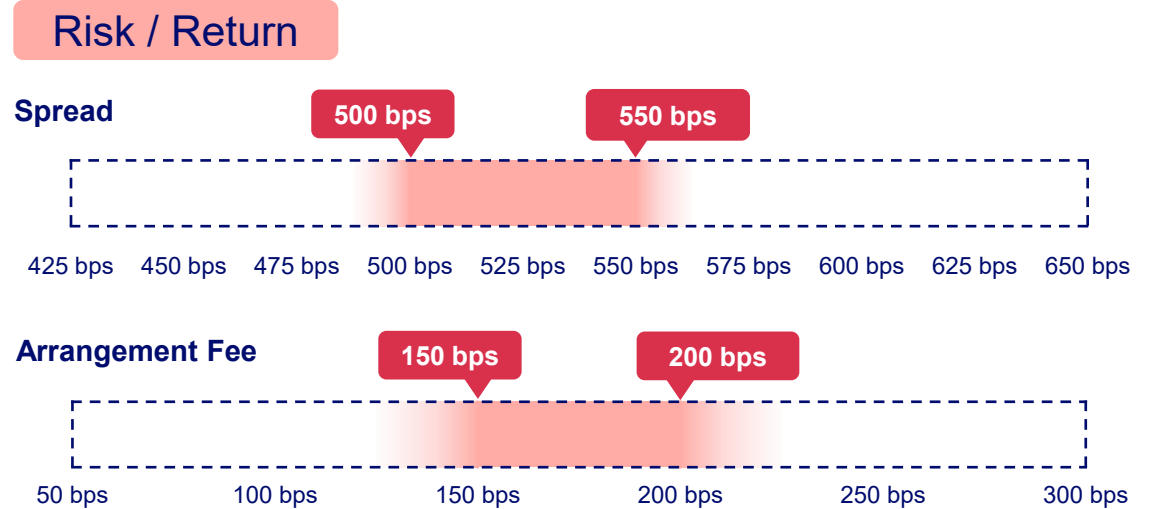 Risk / Return
Spread
500 bps
550 bps
425 bps 450 bps 475 bps 500 bps 525 bps 550 bps 575 bps 600 bps 625 bps 650 bps
Arrangement Fee
150 bps
200 bps
50 bps 100 bps 150 bps 200 bps 250 bps 300 bps